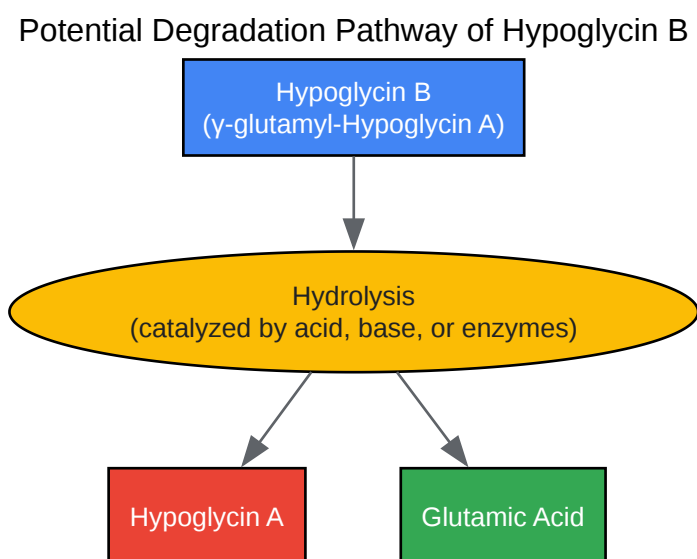 Potential Degradation Pathway of Hypoglycin B
Hypoglycin B
(γ-glutamyl-Hypoglycin A)
Hydrolysis
(catalyzed by acid, base, or enzymes)
Hypoglycin A
Glutamic Acid